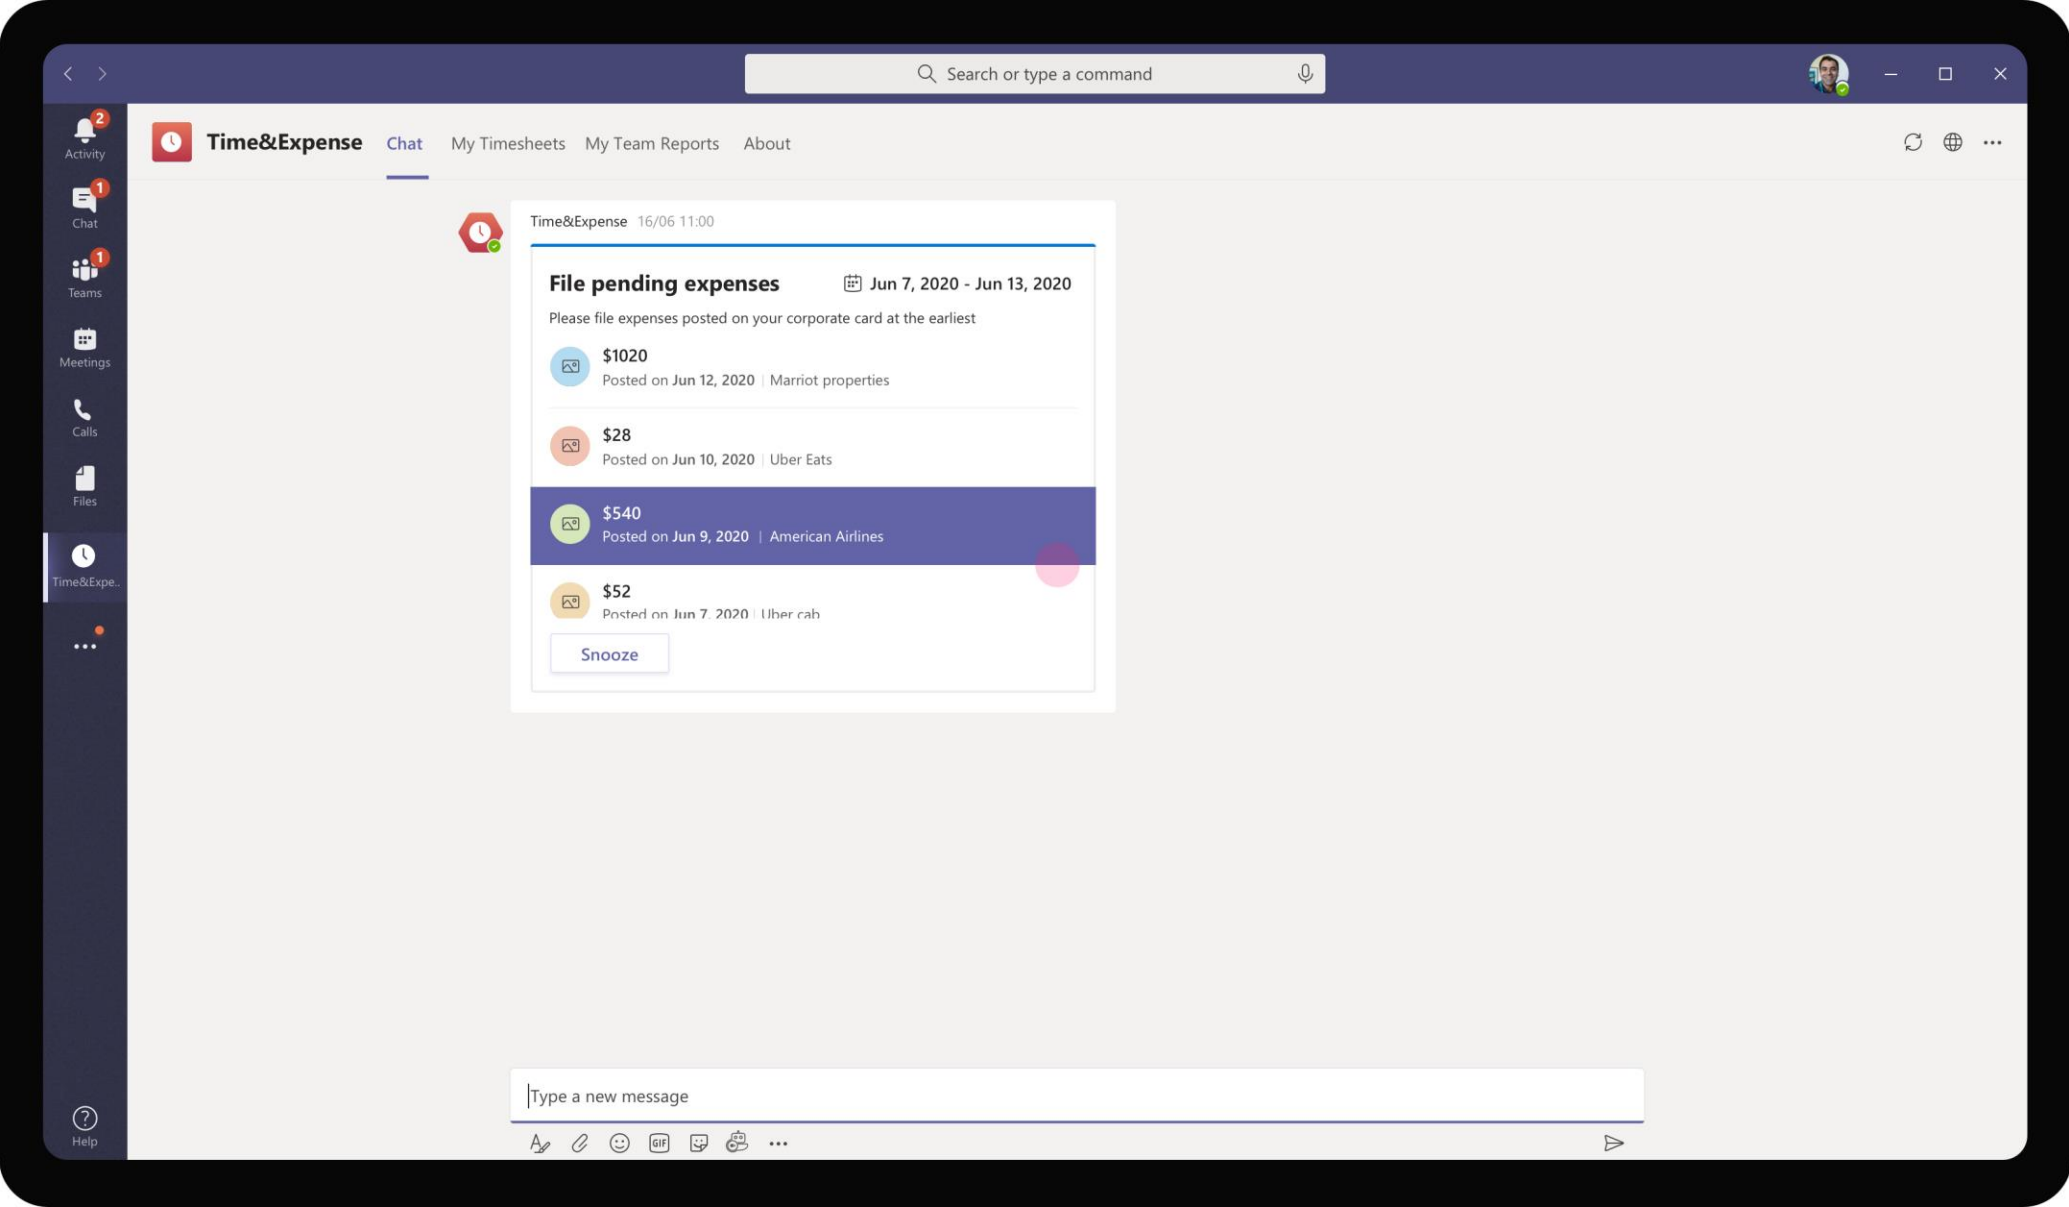 Search or type a command
2
Activity
1
Chat
1
Teams
Meetings
Calls
Files
Time&Expe..
Help
Time&Expense Chat My Timesheets My Team Reports About
Time&Expense 16/06 11:00
File pending expenses Jun 7, 2020 - Jun 13, 2020
Please file expenses posted on your corporate card at the earliest
$1020
Posted on Jun 12, 2020 | Marriot properties
$28
Posted on Jun 10, 2020 | Uber Eats
$540
Posted on Jun 9, 2020 | American Airlines
$52
Posted on Jun 7, 2020 | Uber cab
Snooze
Type a new message
GIF